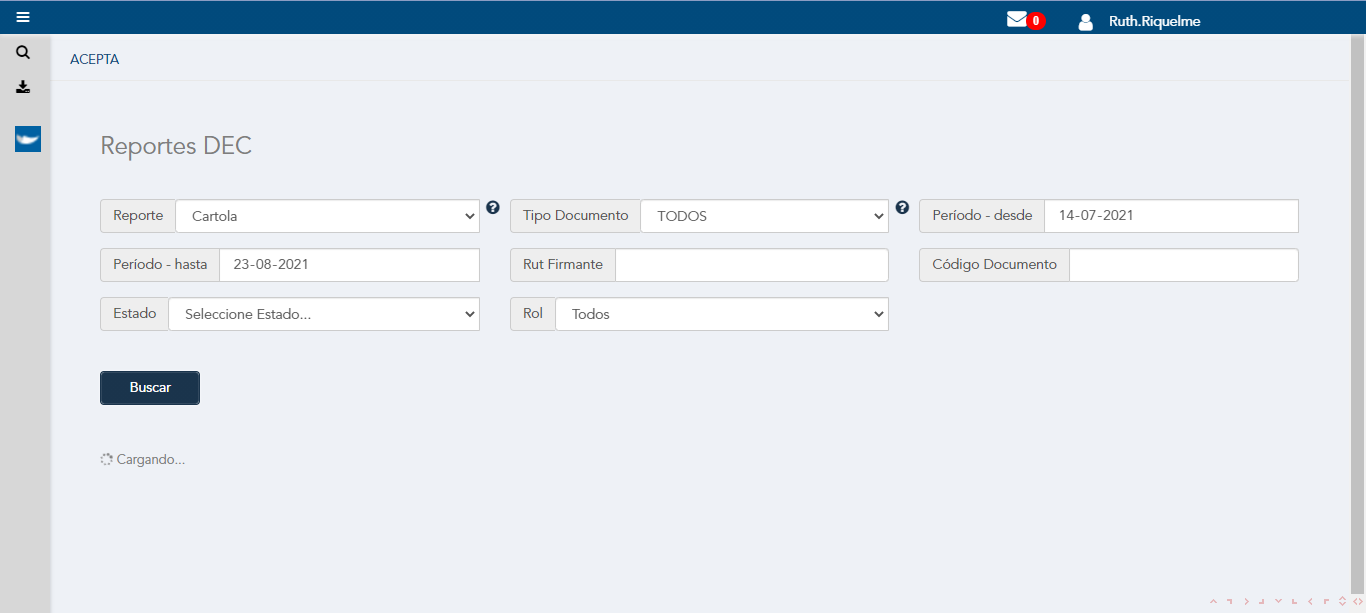 0 Ruth.Riquelme
ACEPTA
Reportes DEC
Reporte Cartola ? Tipo Documento TODOS ? Período - desde 14-07-2021
Período - hasta 23-08-2021 Rut Firmante Código Documento
Estado Seleccione Estado... Rol Todos
Buscar
Cargando...